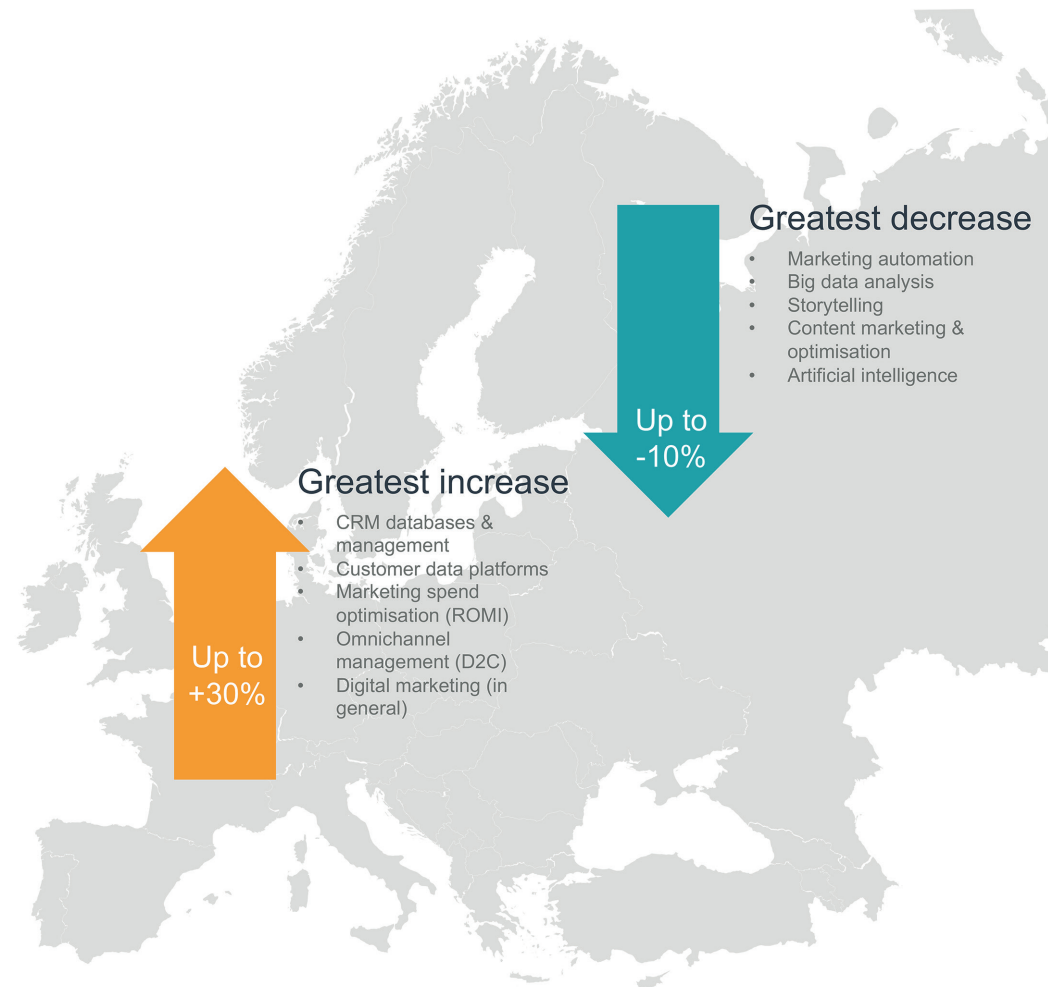 Greatest decrease
• Marketing automation
• Big data analysis
• Storytelling
• Content marketing &
optimisation
• Artificial intelligence
Up to
-10%
Greatest increase
• CRM databases &
management
• Customer data platforms
• Marketing spend
optimisation (ROMI)
• Omnichannel
management (D2C)
• Digital marketing (in
general)
Up to
+30%